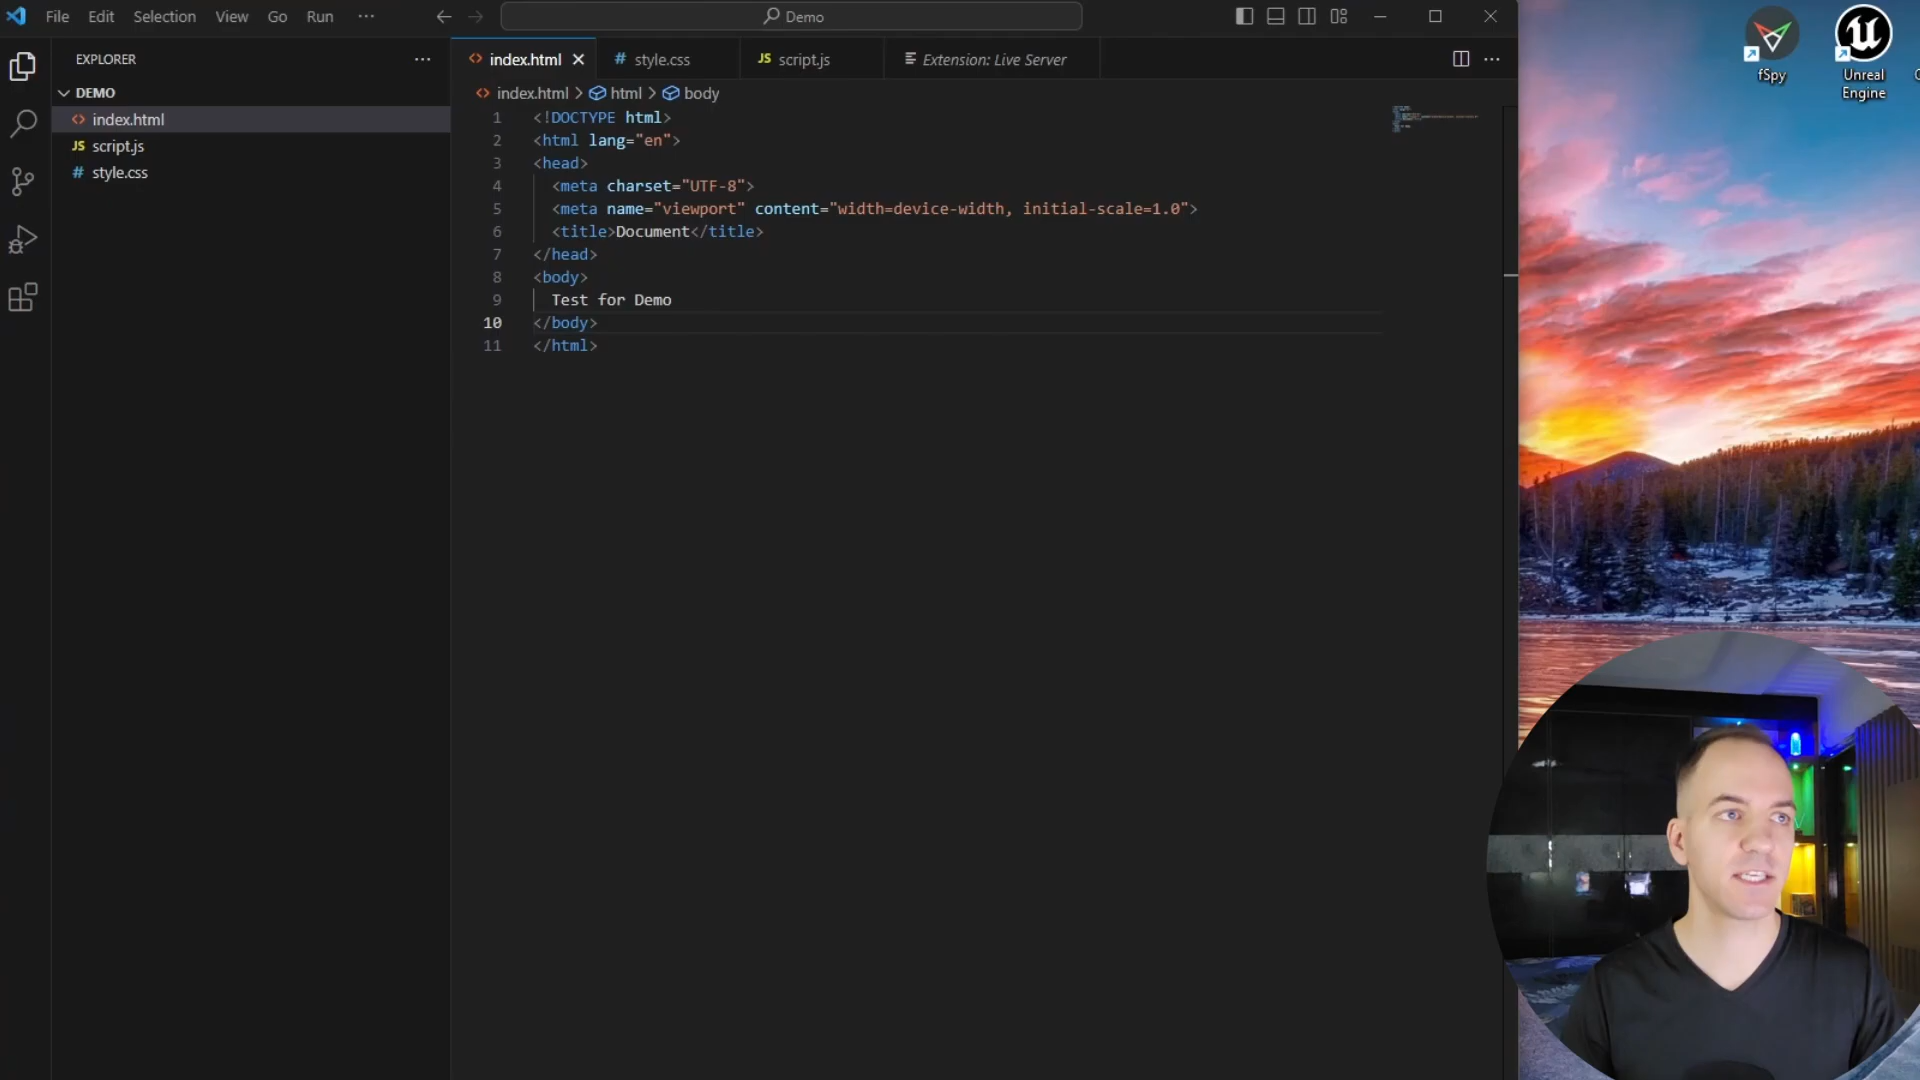 File Edit Selection View Go Run ···
Demo
EXPLORER
DEMO
index.html
JS script.js
# style.css
index.html
# style.css
JS script.js
Extension: Live Server
index.html > html > body
1 <!DOCTYPE html>
2 <html lang="en">
3 <head>
4 <meta charset="UTF-8">
5 <meta name="viewport" content="width=device-width, initial-scale=1.0">
6 <title>Document</title>
7 </head>
8 <body>
9 Test for Demo
10 </body>
11 </html>
fSpy
Unreal
Engine